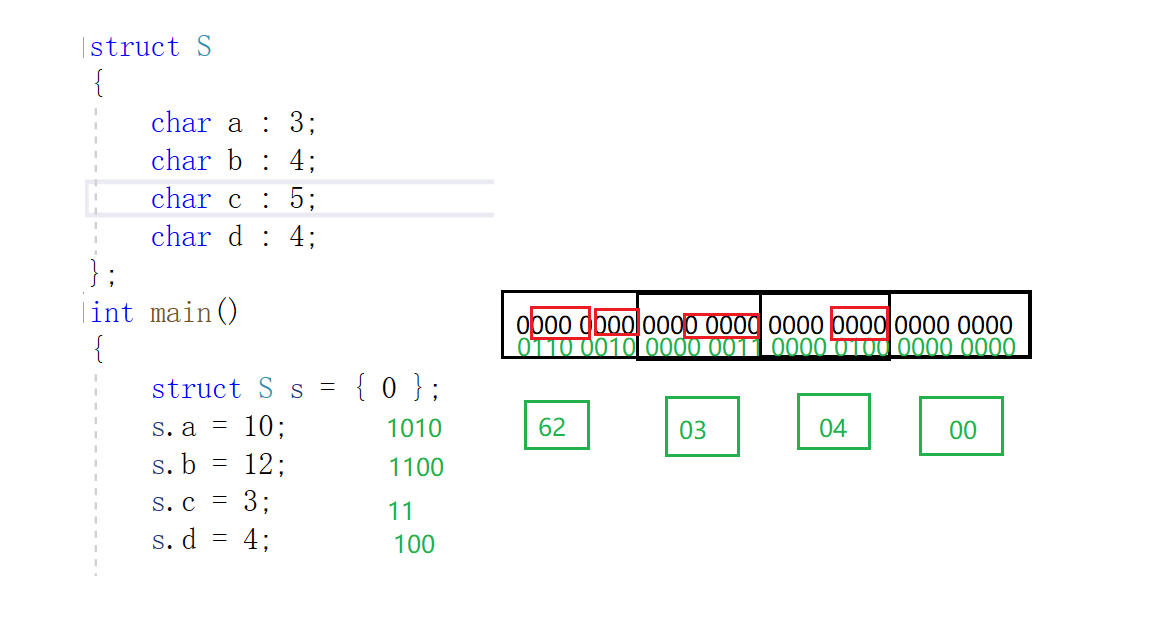 struct S
{
char a : 3;
char b : 4;
char c : 5;
char d : 4;
};
int main()
{
struct S s = { 0 };
s.a = 10; 1010
s.b = 12; 1100
s.c = 3; 11
s.d = 4; 100
0000 0000 0000 0000 0000 0000 0000 0000
0110 0010 0000 0011 0000 0100 0000 0000
62 03 04 00